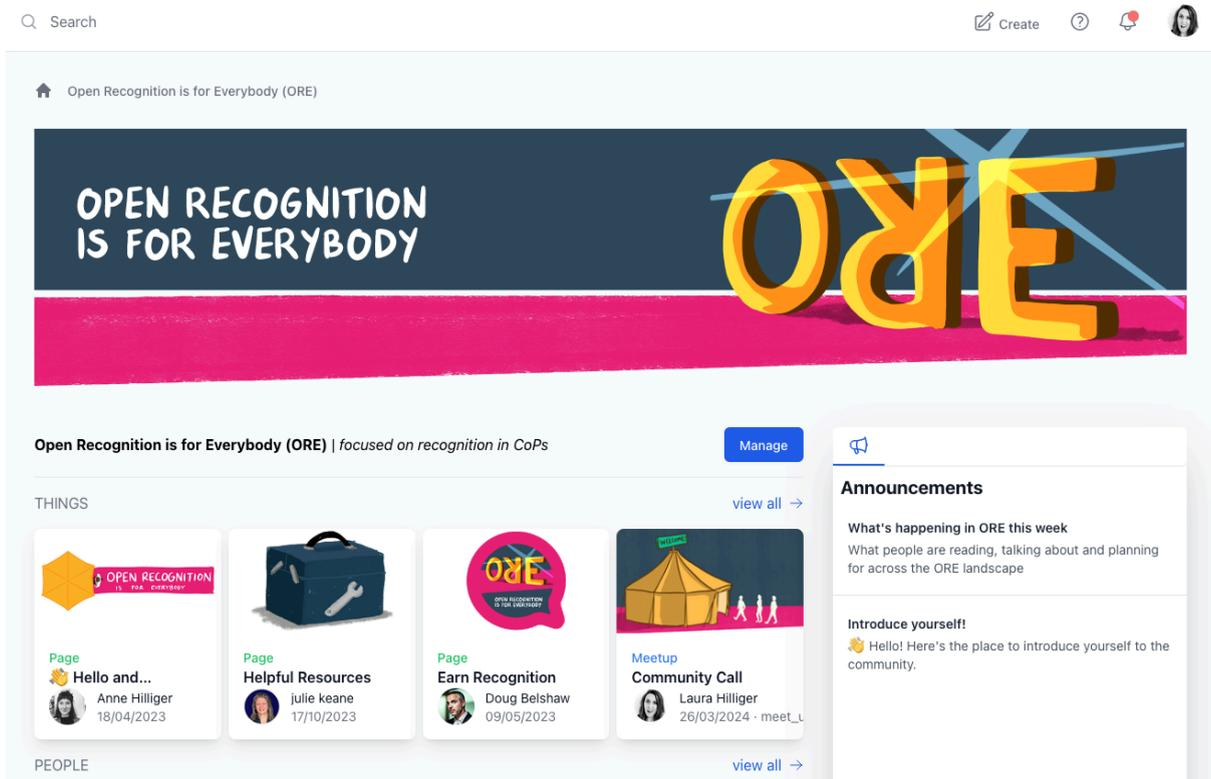 Search
Create
Open Recognition is for Everybody (ORE)
OPEN RECOGNITION
IS FOR EVERYBODY
ORE
Open Recognition is for Everybody (ORE) | focused on recognition in CoPs
Manage
THINGS
view all →
OPEN RECOGNITION
IS FOR EVERYBODY
Page
👋 Hello and...
Anne Hilliger
18/04/2023
Page
Helpful Resources
julie keane
17/10/2023
ORE
OPEN RECOGNITION
IS FOR EVERYBODY
Page
Earn Recognition
Doug Belshaw
09/05/2023
WELCOME
Meetup
Community Call
Laura Hilliger
26/03/2024 · meet_u
PEOPLE
view all →
Announcements
What's happening in ORE this week
What people are reading, talking about and planning
for across the ORE landscape
Introduce yourself!
👋 Hello! Here's the place to introduce yourself to the
community.